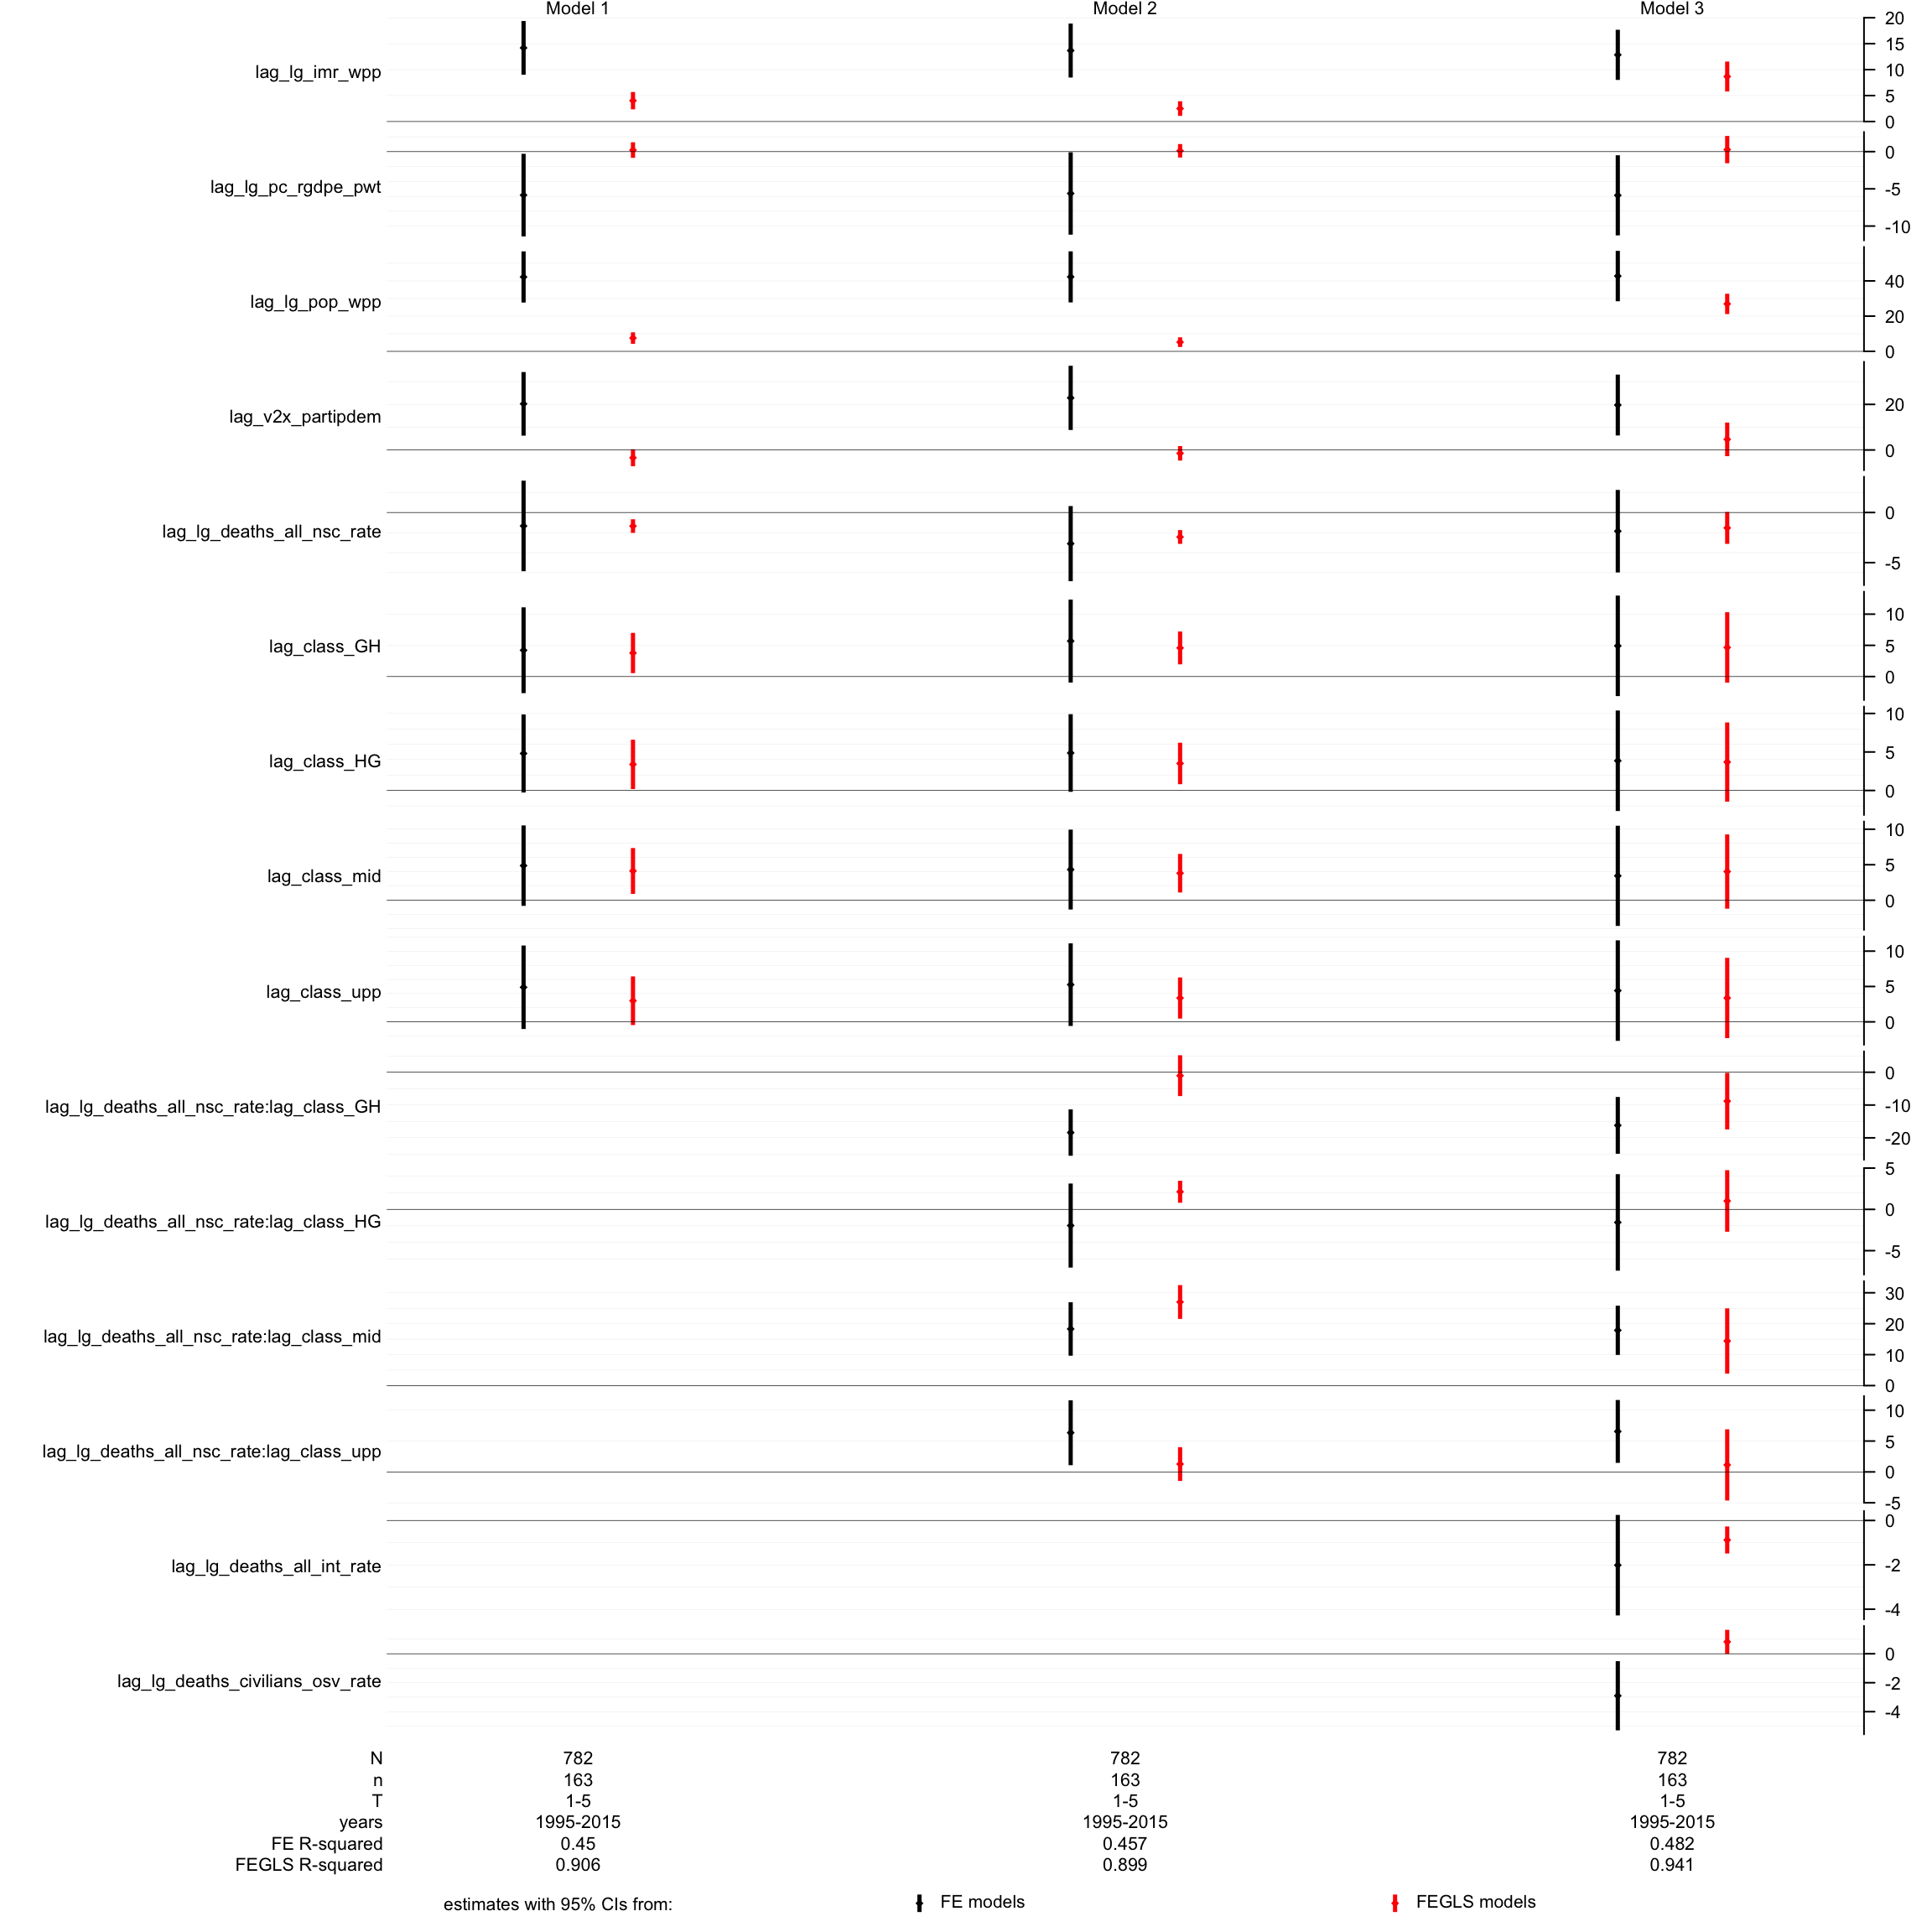 Model 1 Model 2 Model 3
20
15
lag_lg_imr_wpp 10
5
0
0
lag_lg_pc_rgdpe_pwt -5
-10
40
lag_lg_pop_wpp 20
0
lag_v2x_partipdem 20
0
0
lag_lg_deaths_all_nsc_rate -5
10
lag_class_GH 5
0
10
lag_class_HG 5
0
10
lag_class_mid 5
0
10
lag_class_upp 5
0
0
lag_lg_deaths_all_nsc_rate:lag_class_GH -10
-20
5
lag_lg_deaths_all_nsc_rate:lag_class_HG 0
-5
30
lag_lg_deaths_all_nsc_rate:lag_class_mid 20
10
0
10
lag_lg_deaths_all_nsc_rate:lag_class_upp 5
0
-5
0
lag_lg_deaths_all_int_rate -2
-4
0
lag_lg_deaths_civilians_osv_rate -2
-4
N 782 782 782
n 163 163 163
T 1-5 1-5 1-5
years 1995-2015 1995-2015 1995-2015
FE R-squared 0.45 0.457 0.482
FEGLS R-squared 0.906 0.899 0.941
estimates with 95% CIs from: FE models FEGLS models